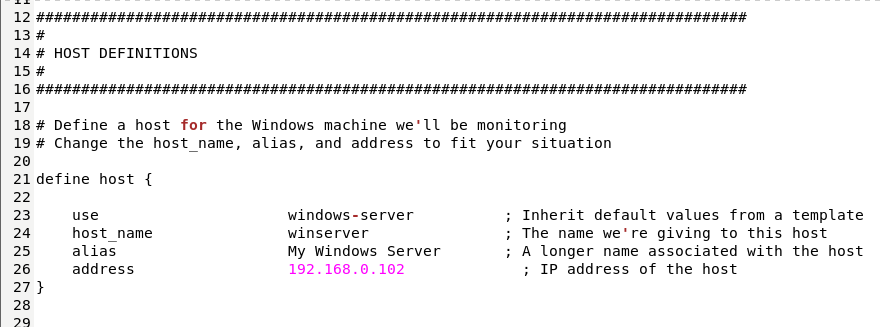 11
12 ###############################################################################
13 #
14 # HOST DEFINITIONS
15 #
16 ###############################################################################
17
18 # Define a host for the Windows machine we'll be monitoring
19 # Change the host_name, alias, and address to fit your situation
20
21 define host {
22
23     use                     windows-server          ; Inherit default values from a template
24     host_name               winserver               ; The name we're giving to this host
25     alias                   My Windows Server       ; A longer name associated with the host
26     address                 192.168.0.102             ; IP address of the host
27 }
28
29